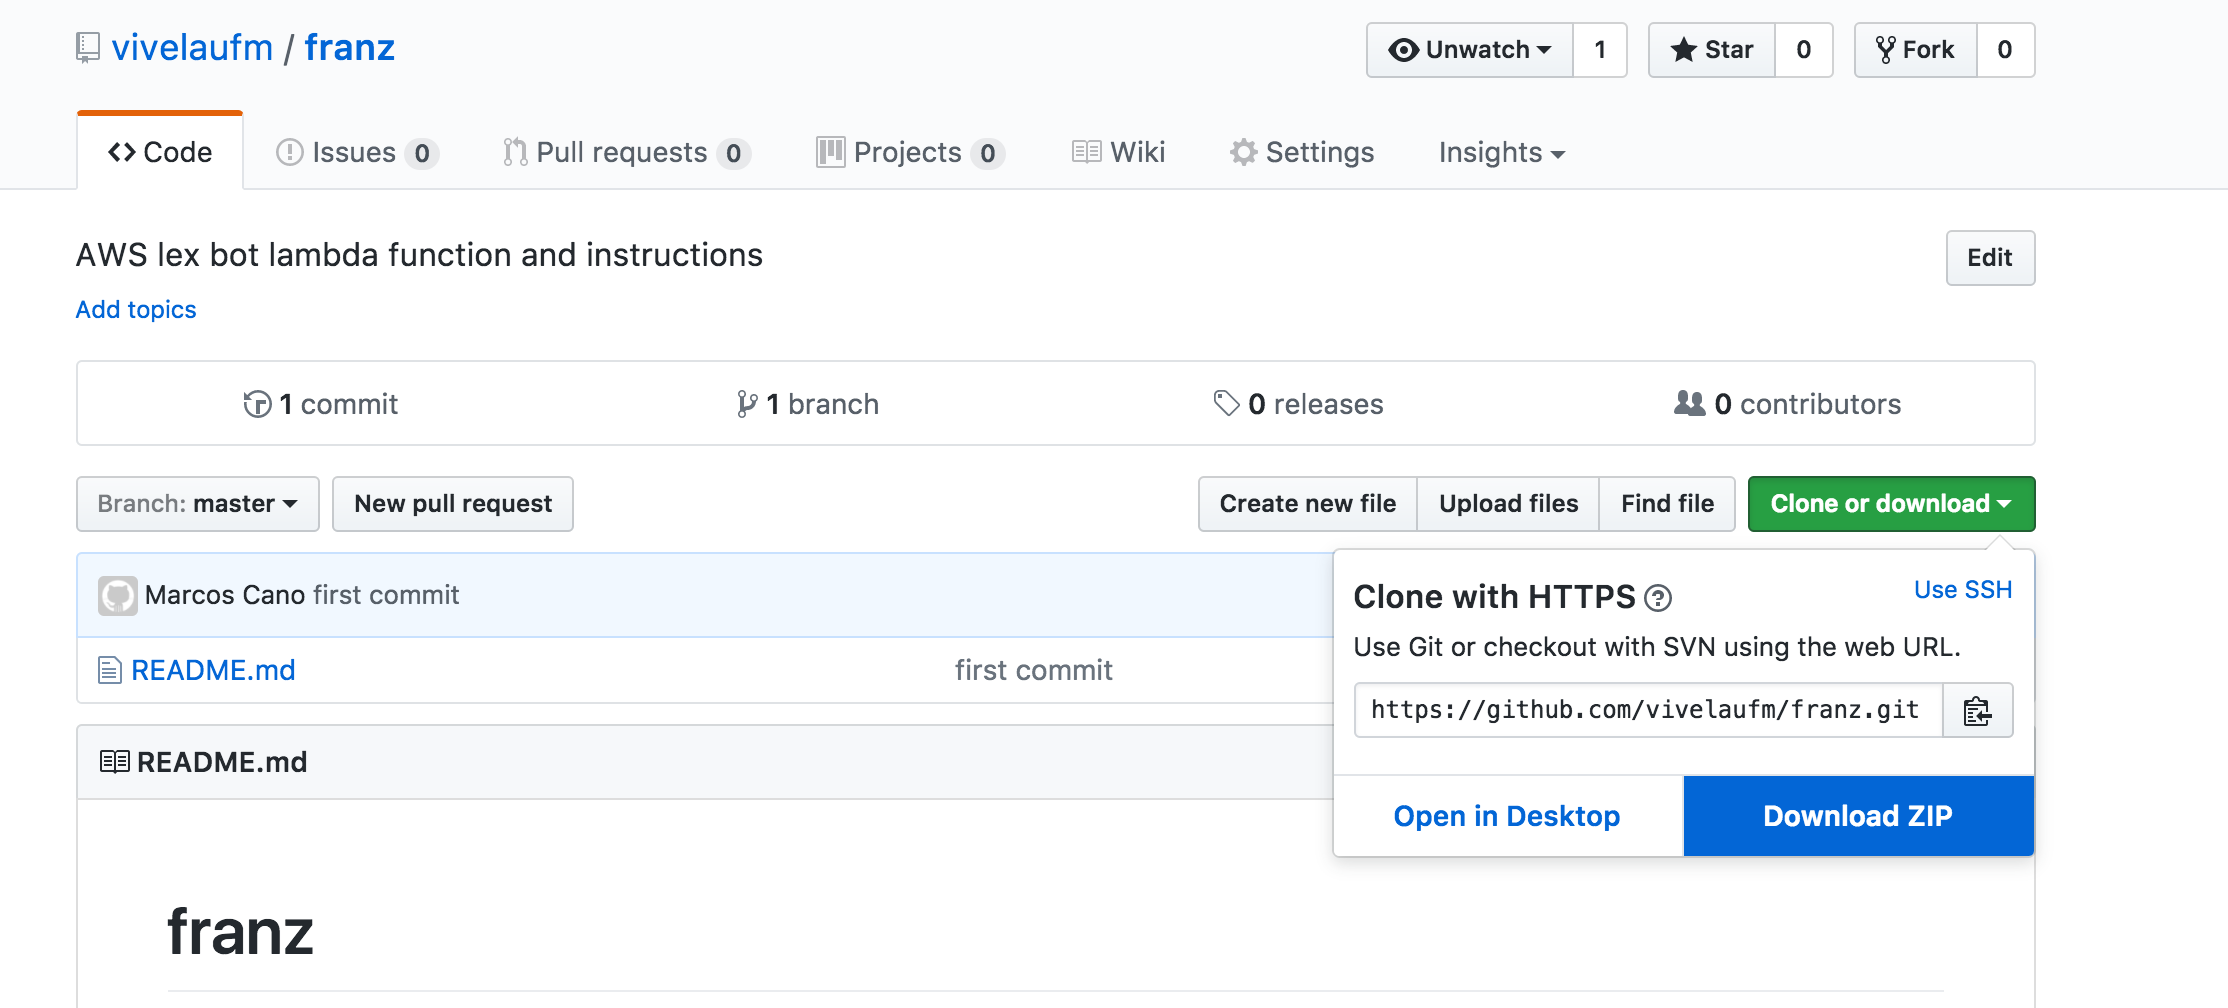 vivelaufm / franz
Unwatch 1 Star 0 Fork 0
Code Issues 0 Pull requests 0 Projects 0 Wiki Settings Insights
AWS lex bot lambda function and instructions
Edit
Add topics
1 commit 1 branch 0 releases 0 contributors
Branch: master New pull request Create new file Upload files Find file Clone or download
Marcos Cano first commit
README.md first commit
Clone with HTTPS ? Use SSH
Use Git or checkout with SVN using the web URL.
https://github.com/vivelaufm/franz.git
Open in Desktop Download ZIP
README.md
franz